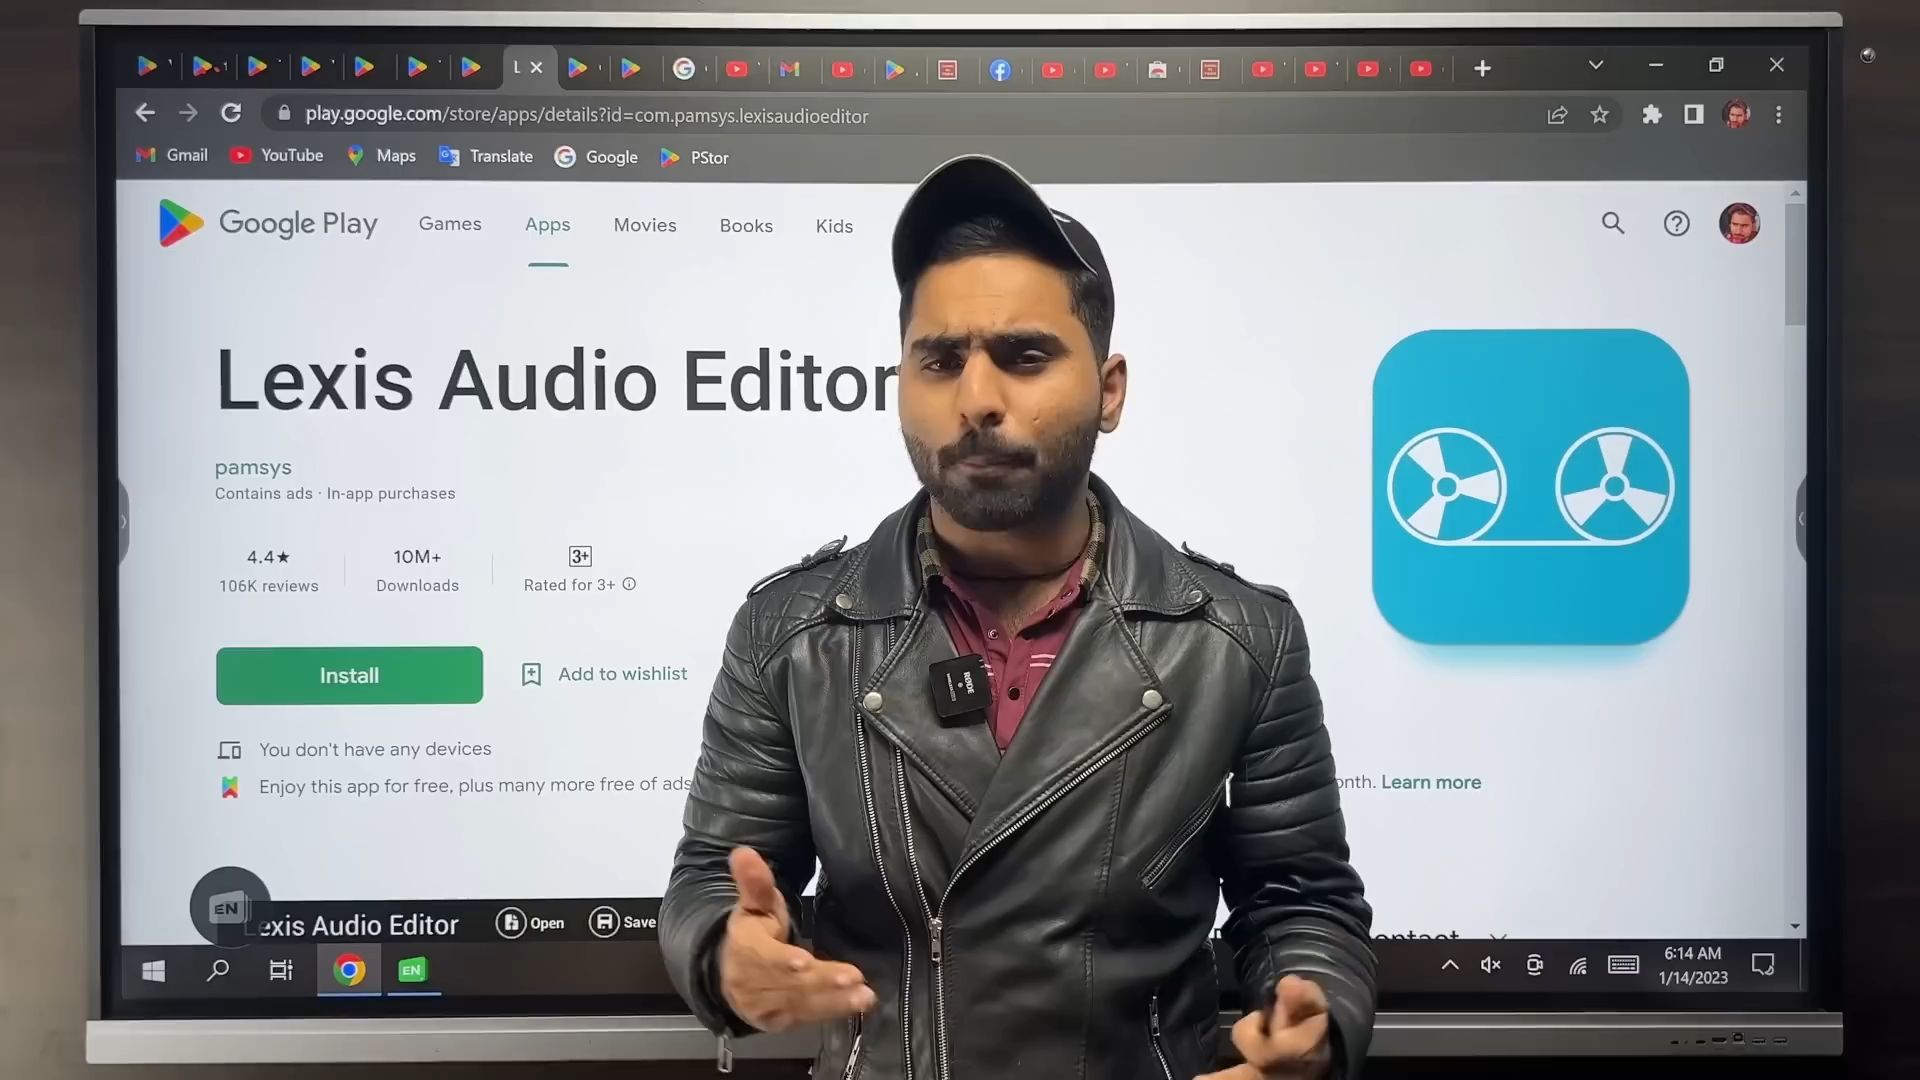 L
play.google.com/store/apps/details?id=com.pamsys.lexisaudioeditor
Gmail YouTube Maps Translate Google PStor
Google Play Games Apps Movies Books Kids
Lexis Audio Editor
pamsys
Contains ads · In-app purchases
4.4★ 10M+ 3+
106K reviews Downloads Rated for 3+
Install Add to wishlist
RØDE
You don't have any devices
Enjoy this app for free, plus many more free of ads onth. Learn more
EN
Lexis Audio Editor Open Save
EN
6:14 AM
1/14/2023